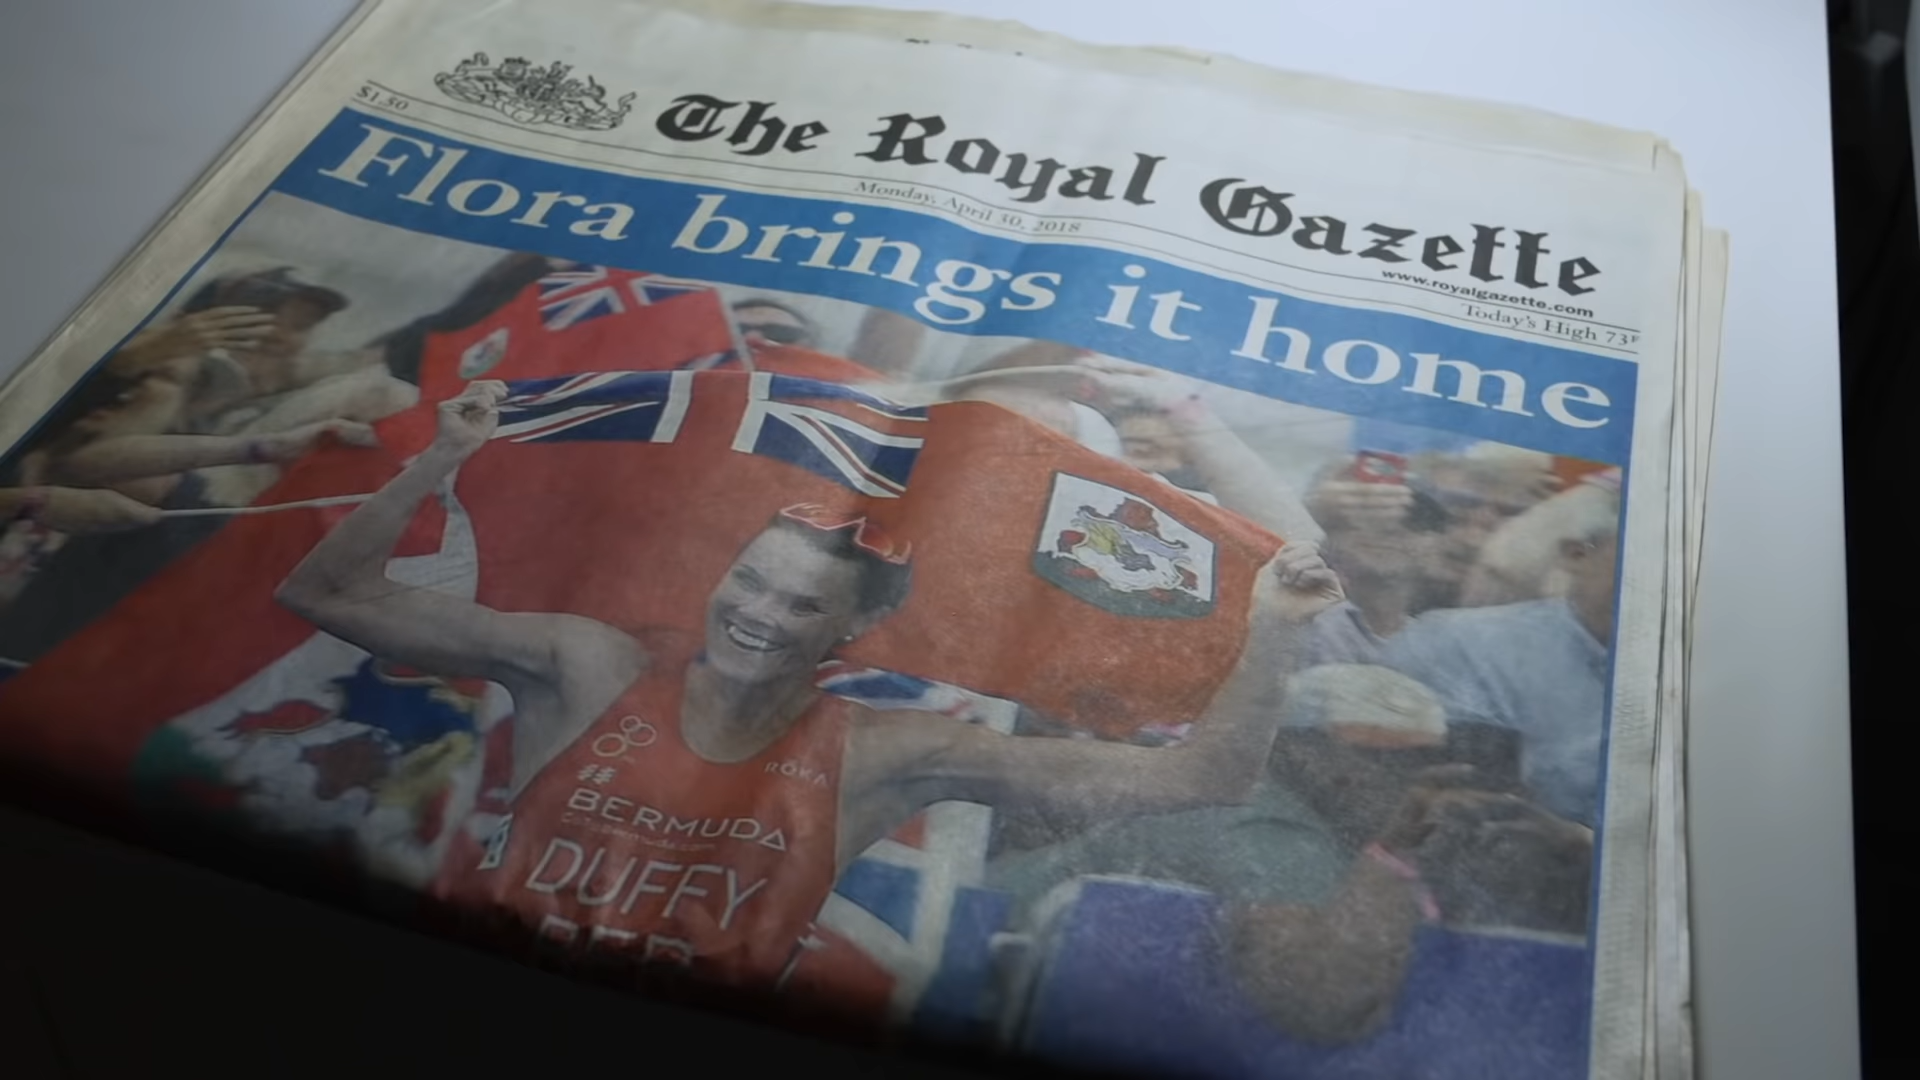 The Royal Gazette
$1.50
Monday, April 30, 2018
www.royalgazette.com
Today's High 73F
Flora brings it home
ROKA
BERMUDA
DUFFY
BER